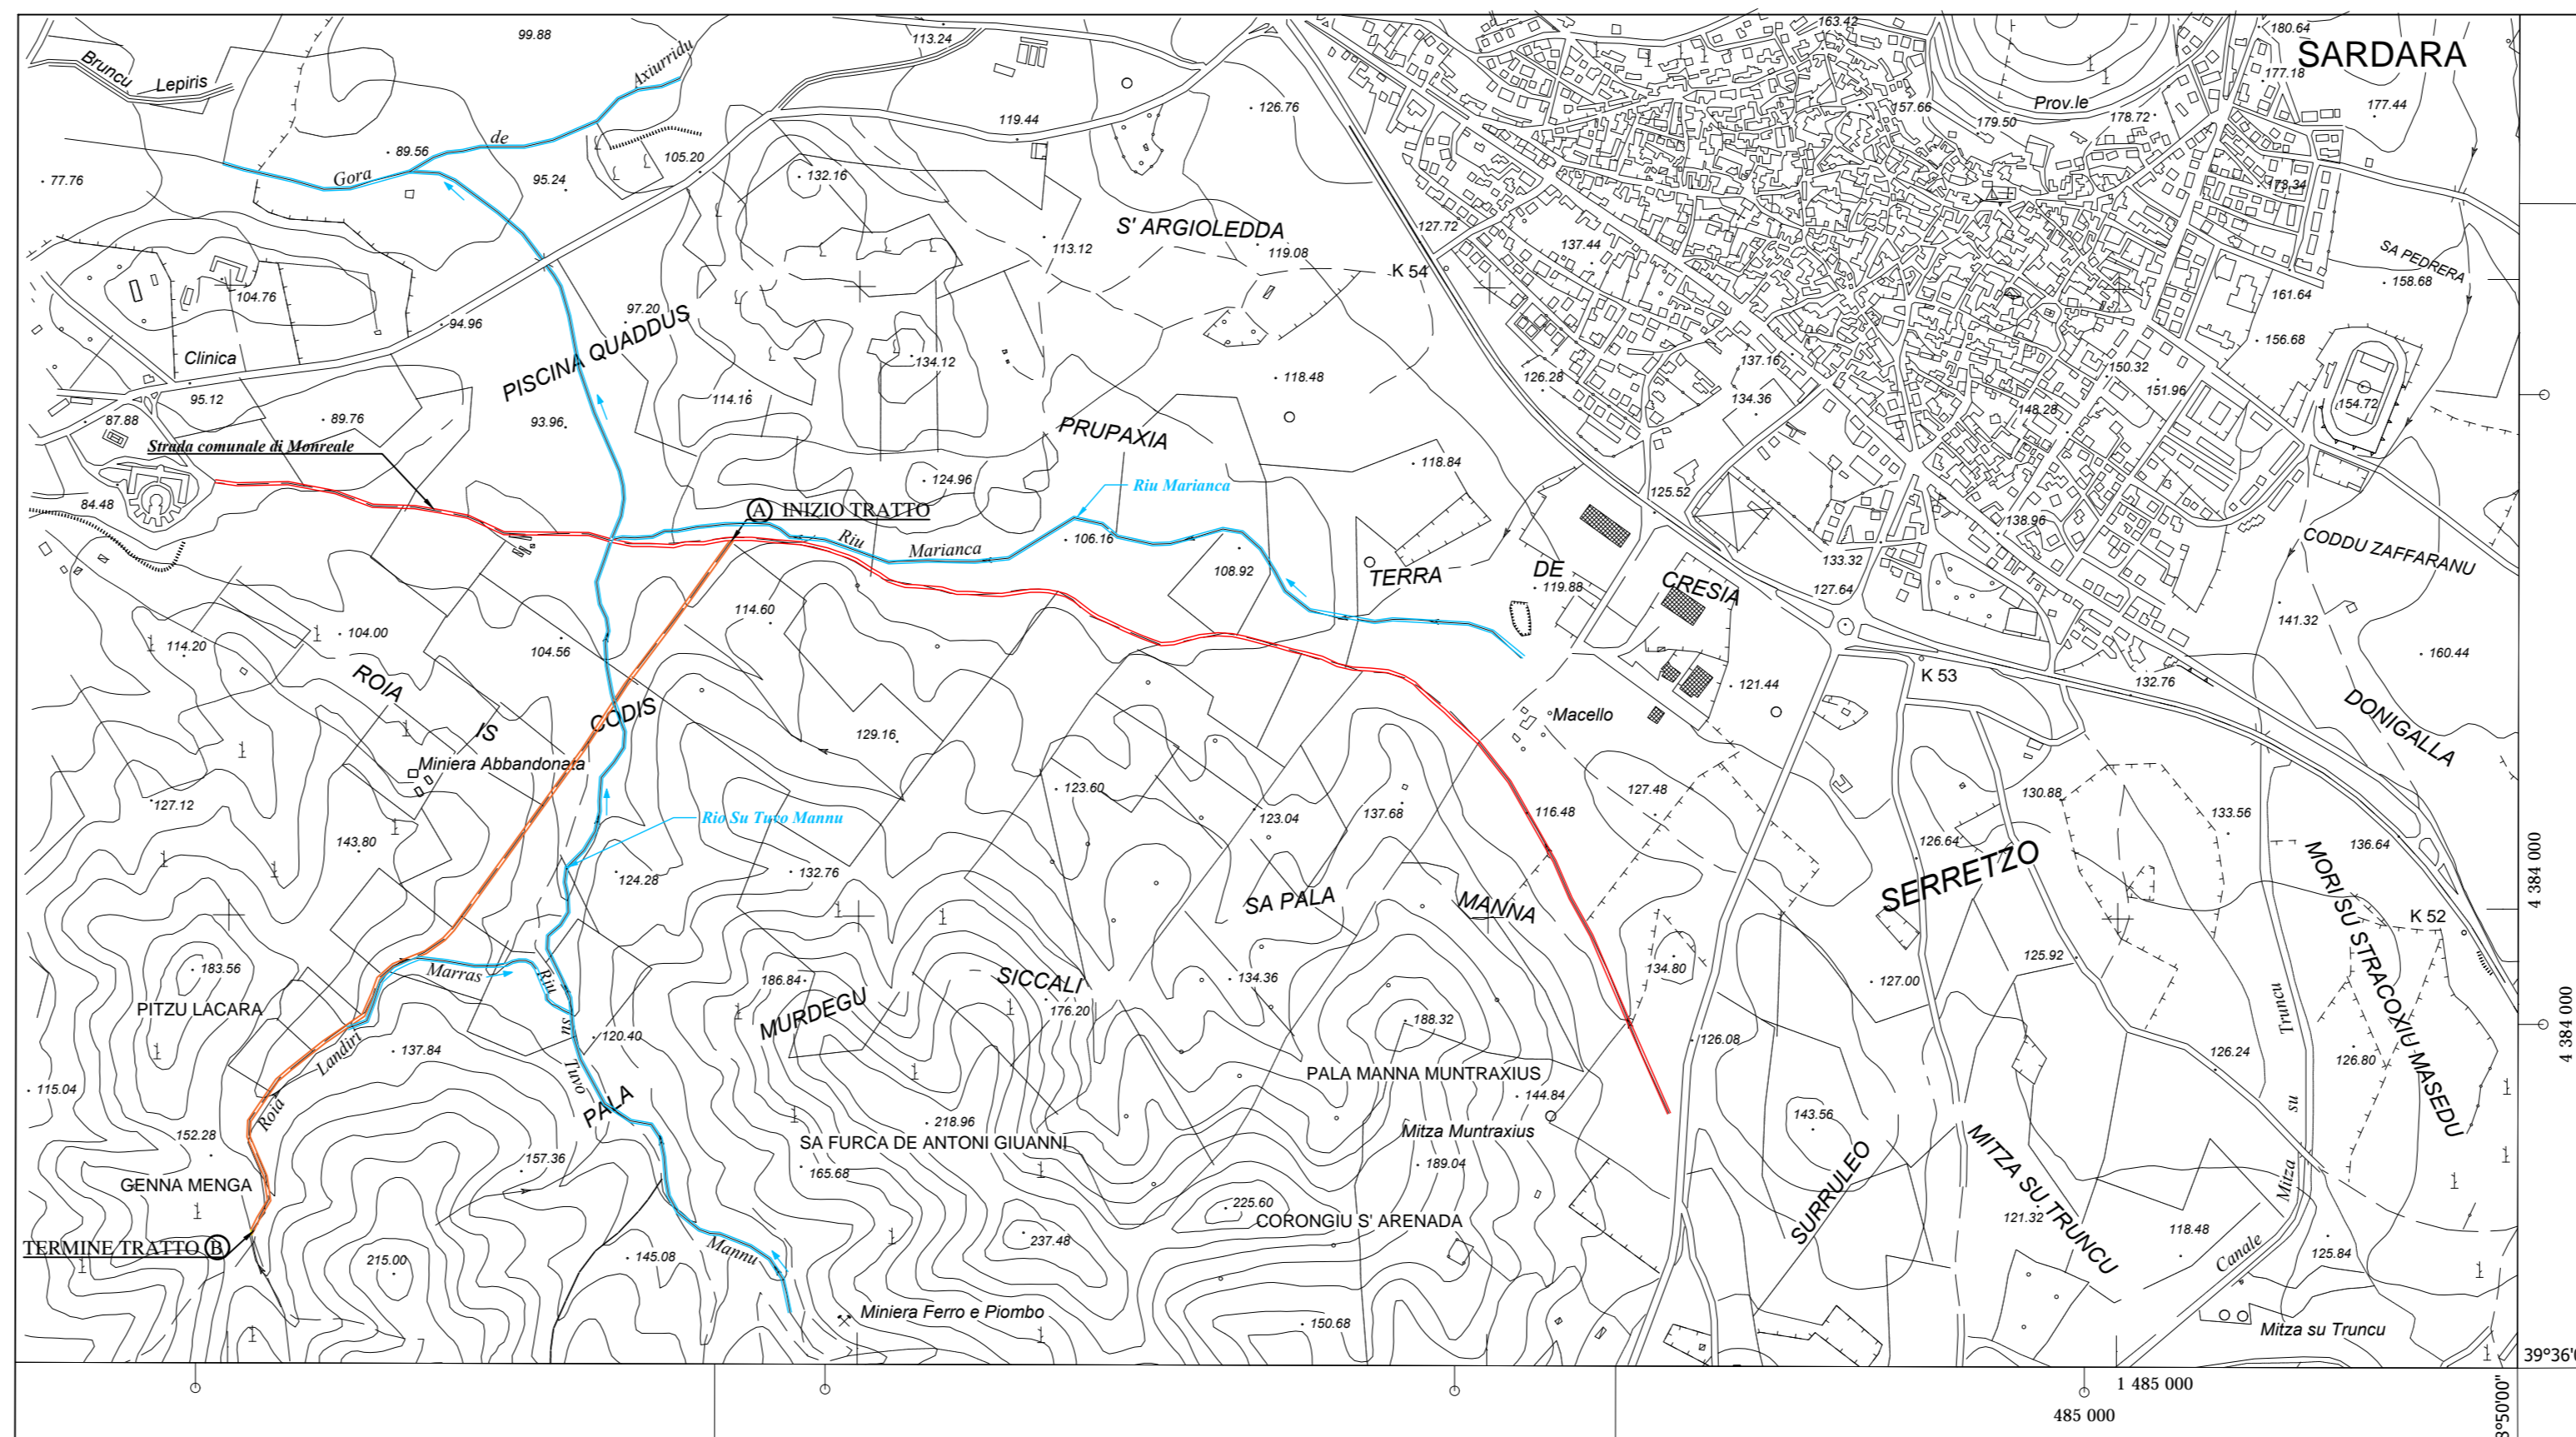 SARDARA
99.88
113.24
163.42
180.64
177.18
177.44
Bruncu Lepiris
Axiurridu
126.76
157.66
Prov.le
179.50
178.72
119.44
de
89.56
105.20
Gora
95.24
132.16
77.76
173.34
S' ARGIOLEDDA
127.72
137.44
113.12
119.08
K 54
SA PEDRERA
158.68
161.64
104.76
97.20
94.96
PISCINA QUADDUS
Clinica
134.12
118.48
126.28
137.16
156.68
150.32
151.96
95.12
114.16
134.36
148.28
154.72
87.88
89.76
93.96
PRUPAXIA
Strada comunale di Monreale
118.84
124.96
84.48
Riu Marianca
125.52
A INIZIO TRATTO
138.96
Riu Marianca
106.16
108.92
CODDU ZAFFARANU
TERRA DE CRESIA
119.88
133.32
127.64
114.60
141.32
104.00
114.20
104.56
160.44
ROIA IS CODIS
K 53
121.44
132.76
Macello
129.16
DONIGALLA
Miniera Abbandonata
127.12
123.60
127.48
130.88
133.56
Rio Su Tuvo Mannu
123.04
137.68
116.48
143.80
126.64
136.64
124.28
132.76
SERRETZO
MORI SU STRACOXIU MASEDU
SA PALA MANNA
K 52
4 384 000
183.56
Marras
Riu
su
Tuvo
Mannu
186.84
SICCALI
134.36
134.80
125.92
127.00
PITZU LACARA
MURDEGU
176.20
188.32
Truncu
4 384 000
120.40
137.84
Landiri
Roia
126.08
126.24
126.80
115.04
PALA
PALA MANNA MUNTRAXIUS
144.84
143.56
su
152.28
218.96
SA FURCA DE ANTONI GIUANNI
Mitza Muntraxius
157.36
165.68
189.04
SURRULEO
MITZA SU TRUNCU
Mitza
GENNA MENGA
225.60
CORONGIU S' ARENADA
121.32
118.48
TERMINE TRATTO B
237.48
145.08
215.00
Canale
125.84
Miniera Ferro e Piombo
150.68
Mitza su Truncu
39°36'
1 485 000
485 000
8°50'00"